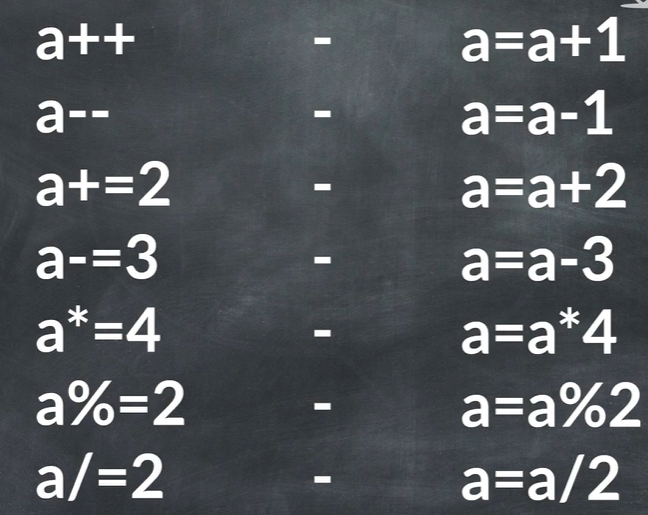 a++ - a=a+1
a-- - a=a-1
a+=2 - a=a+2
a-=3 - a=a-3
a*=4 - a=a*4
a%=2 - a=a%2
a/=2 - a=a/2